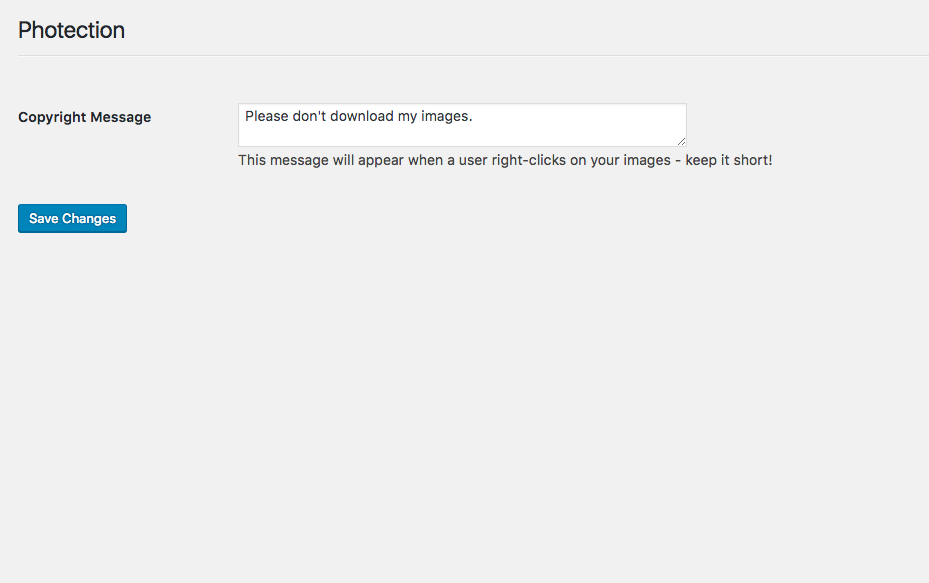 Photection
Copyright Message
Please don't download my images.
This message will appear when a user right-clicks on your images - keep it short!
Save Changes